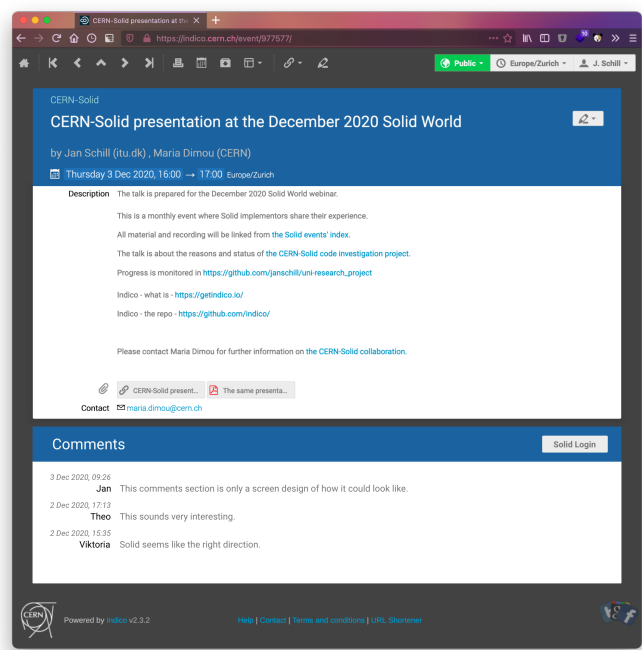 CERN-Solid presentation at the
https://indico.cern.ch/event/977577/
10
Public
Europe/Zurich
J. Schill
CERN-Solid
CERN-Solid presentation at the December 2020 Solid World
by Jan Schill (itu.dk) , Maria Dimou (CERN)
Thursday 3 Dec 2020, 16:00 → 17:00 Europe/Zurich
Description The talk is prepared for the December 2020 Solid World webinar.
This is a monthly event where Solid implementors share their experience.
All material and recording will be linked from the Solid events' index.
The talk is about the reasons and status of the CERN-Solid code investigation project.
Progress is monitored in https://github.com/janschill/uni-research_project
Indico - what is - https://getindico.io/
Indico - the repo - https://github.com/indico/
Please contact Maria Dimou for further information on the CERN-Solid collaboration.
CERN-Solid present... The same presenta...
Contact maria.dimou@cern.ch
Comments Solid Login
3 Dec 2020, 09:26
Jan This comments section is only a screen design of how it could look like.
2 Dec 2020, 17:13
Theo This sounds very interesting.
2 Dec 2020, 15:35
Viktoria Solid seems like the right direction.
CERN
Powered by Indico v2.3.2 Help | Contact | Terms and conditions | URL Shortener